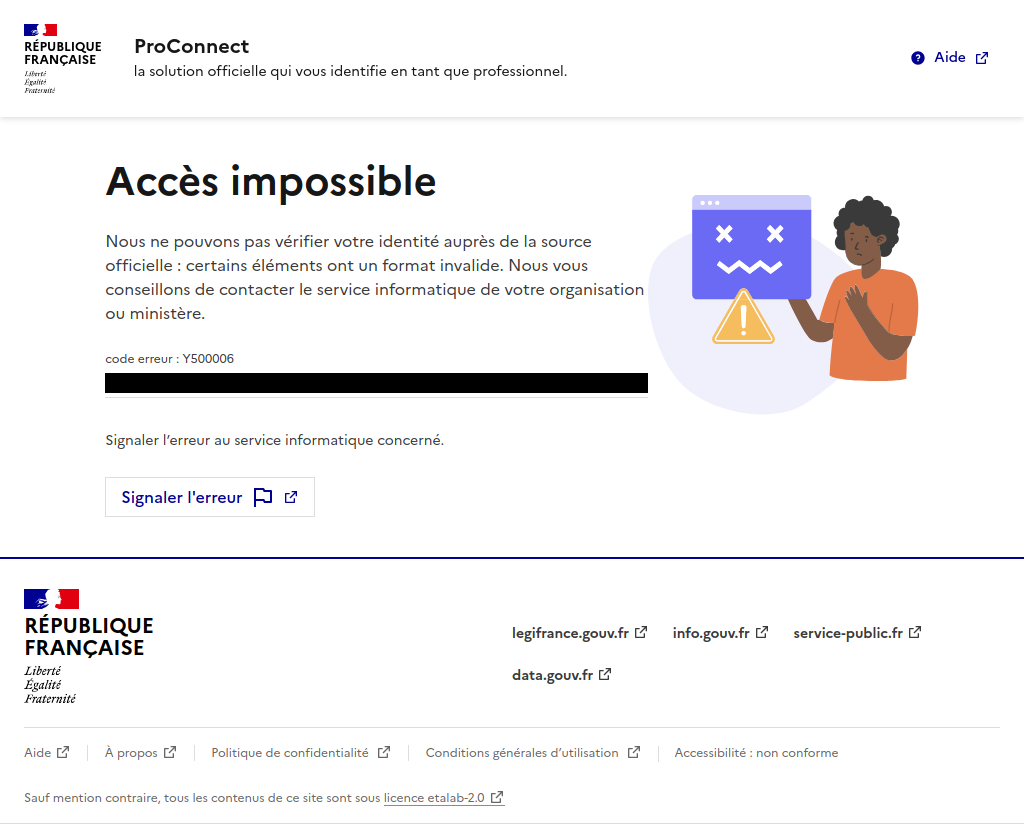 RÉPUBLIQUE
FRANÇAISE
Liberté
Égalité
Fraternité
ProConnect
la solution officielle qui vous identifie en tant que professionnel.
Aide
Accès impossible
Nous ne pouvons pas vérifier votre identité auprès de la source
officielle : certains éléments ont un format invalide. Nous vous
conseillons de contacter le service informatique de votre organisation
ou ministère.
code erreur : Y500006
Signaler l’erreur au service informatique concerné.
Signaler l'erreur
RÉPUBLIQUE
FRANÇAISE
Liberté
Égalité
Fraternité
legifrance.gouv.fr info.gouv.fr service-public.fr
data.gouv.fr
Aide À propos Politique de confidentialité Conditions générales d’utilisation Accessibilité : non conforme
Sauf mention contraire, tous les contenus de ce site sont sous licence etalab-2.0